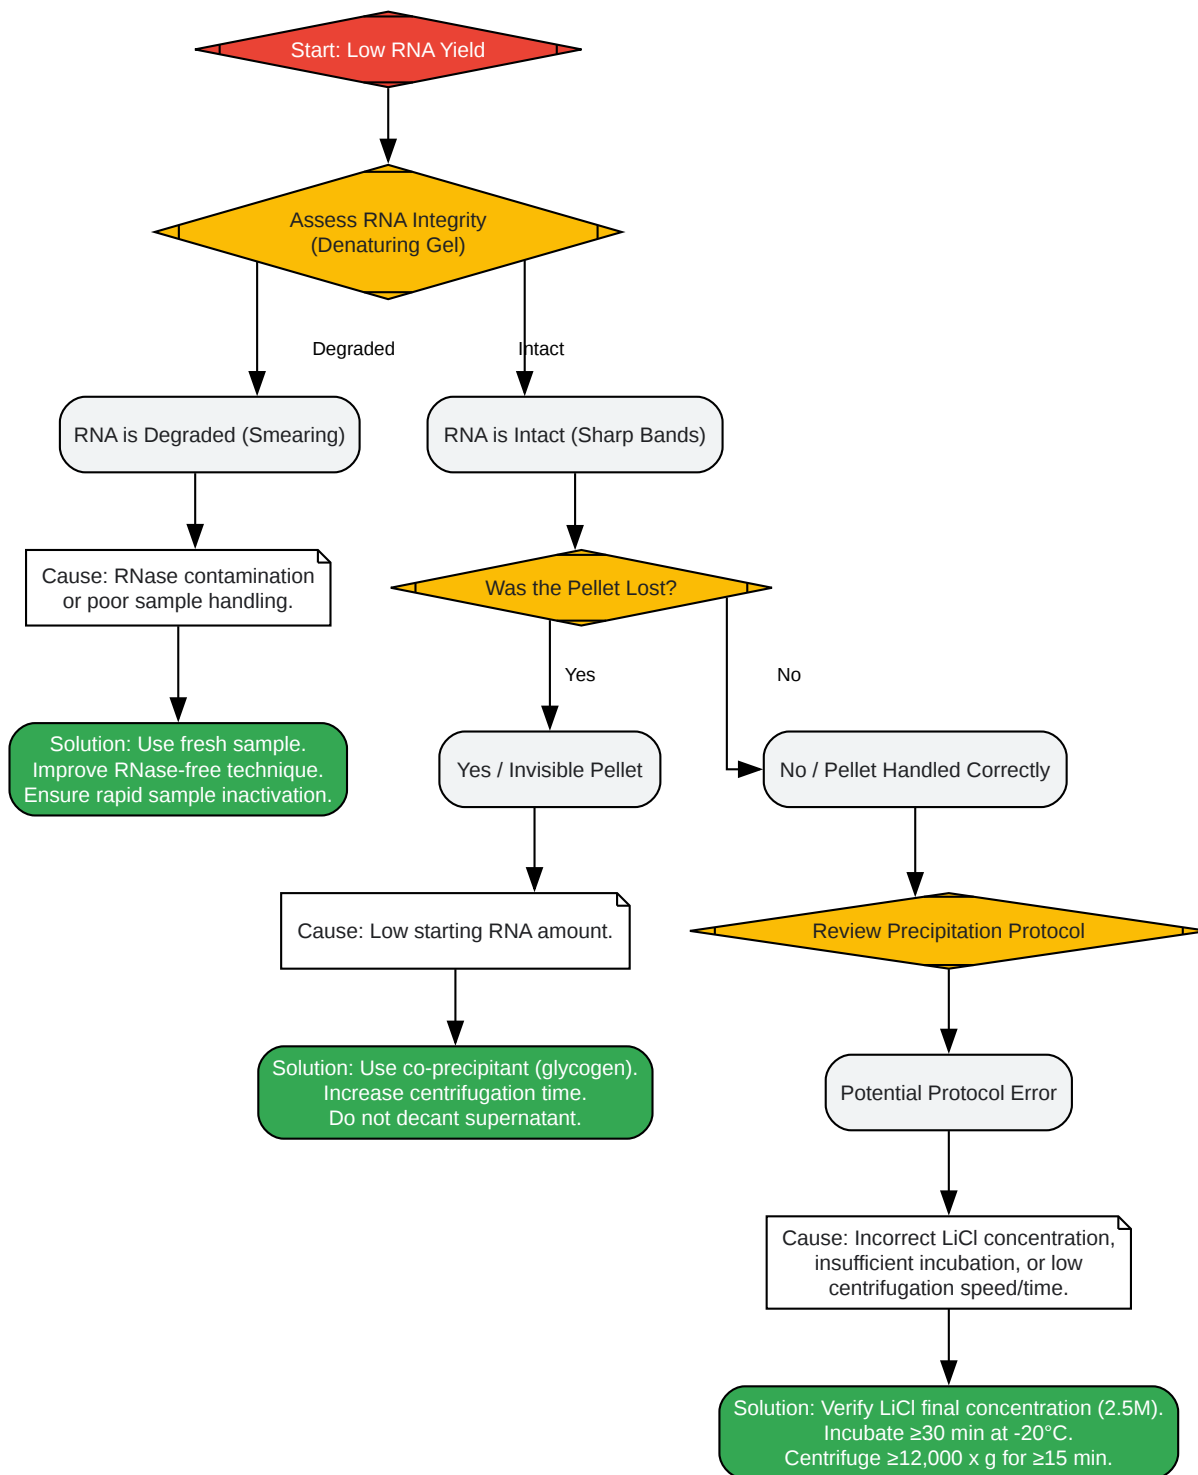 Start: Low RNA Yield
Assess RNA Integrity
(Denaturing Gel)
Degraded
Intact
RNA is Degraded (Smearing)
RNA is Intact (Sharp Bands)
Cause: RNase contamination
or poor sample handling.
Was the Pellet Lost?
Yes
No
Solution: Use fresh sample.
Improve RNase-free technique.
Ensure rapid sample inactivation.
Yes / Invisible Pellet
No / Pellet Handled Correctly
Cause: Low starting RNA amount.
Review Precipitation Protocol
Solution: Use co-precipitant (glycogen).
Increase centrifugation time.
Do not decant supernatant.
Potential Protocol Error
Cause: Incorrect LiCl concentration,
insufficient incubation, or low
centrifugation speed/time.
Solution: Verify LiCl final concentration (2.5M).
Incubate ≥30 min at -20°C.
Centrifuge ≥12,000 x g for ≥15 min.